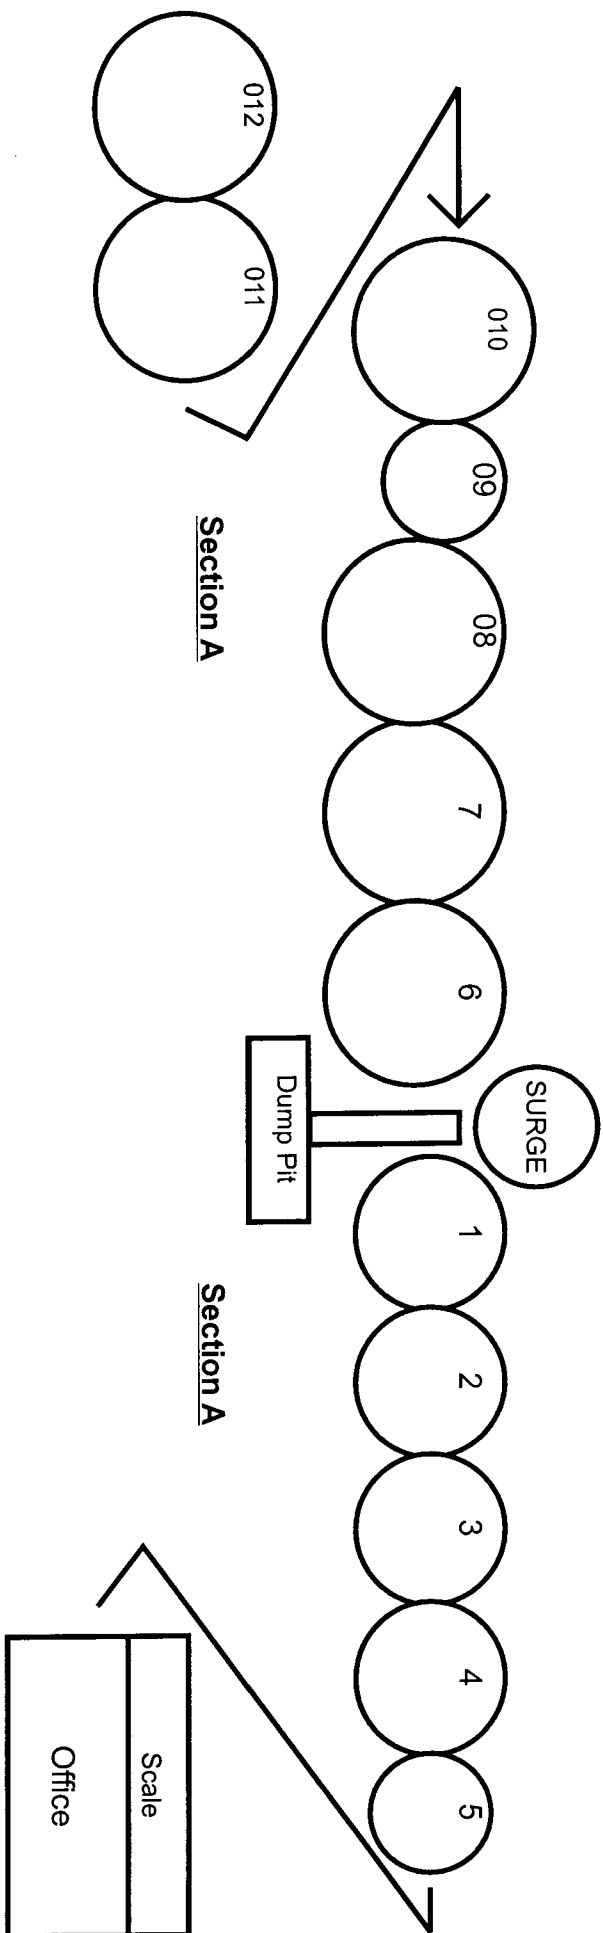 012
011
010
09
08
7
6
SURGE
Dump Pit
1
2
3
4
5
Section A
Section A
Scale
Office